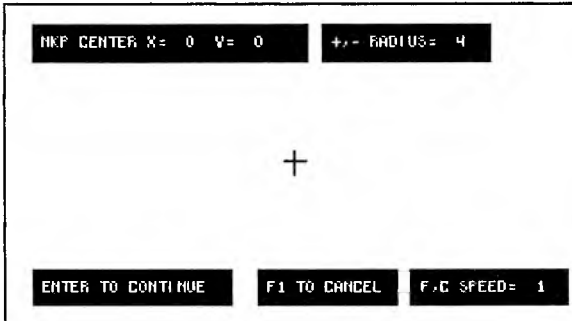 NKP CENTER X= 0 Y= 0 +,- RADIUS= 4
ENTER TO CONTINUE F1 TO CANCEL F,C SPEED= 1